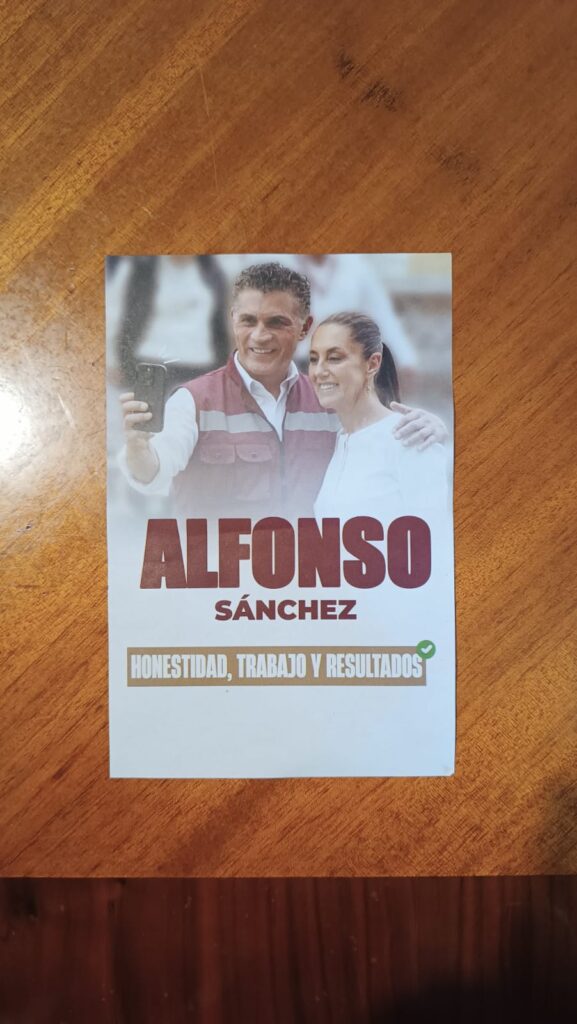 ALFONSO
SÁNCHEZ
HONESTIDAD, TRABAJO Y RESULTADOS